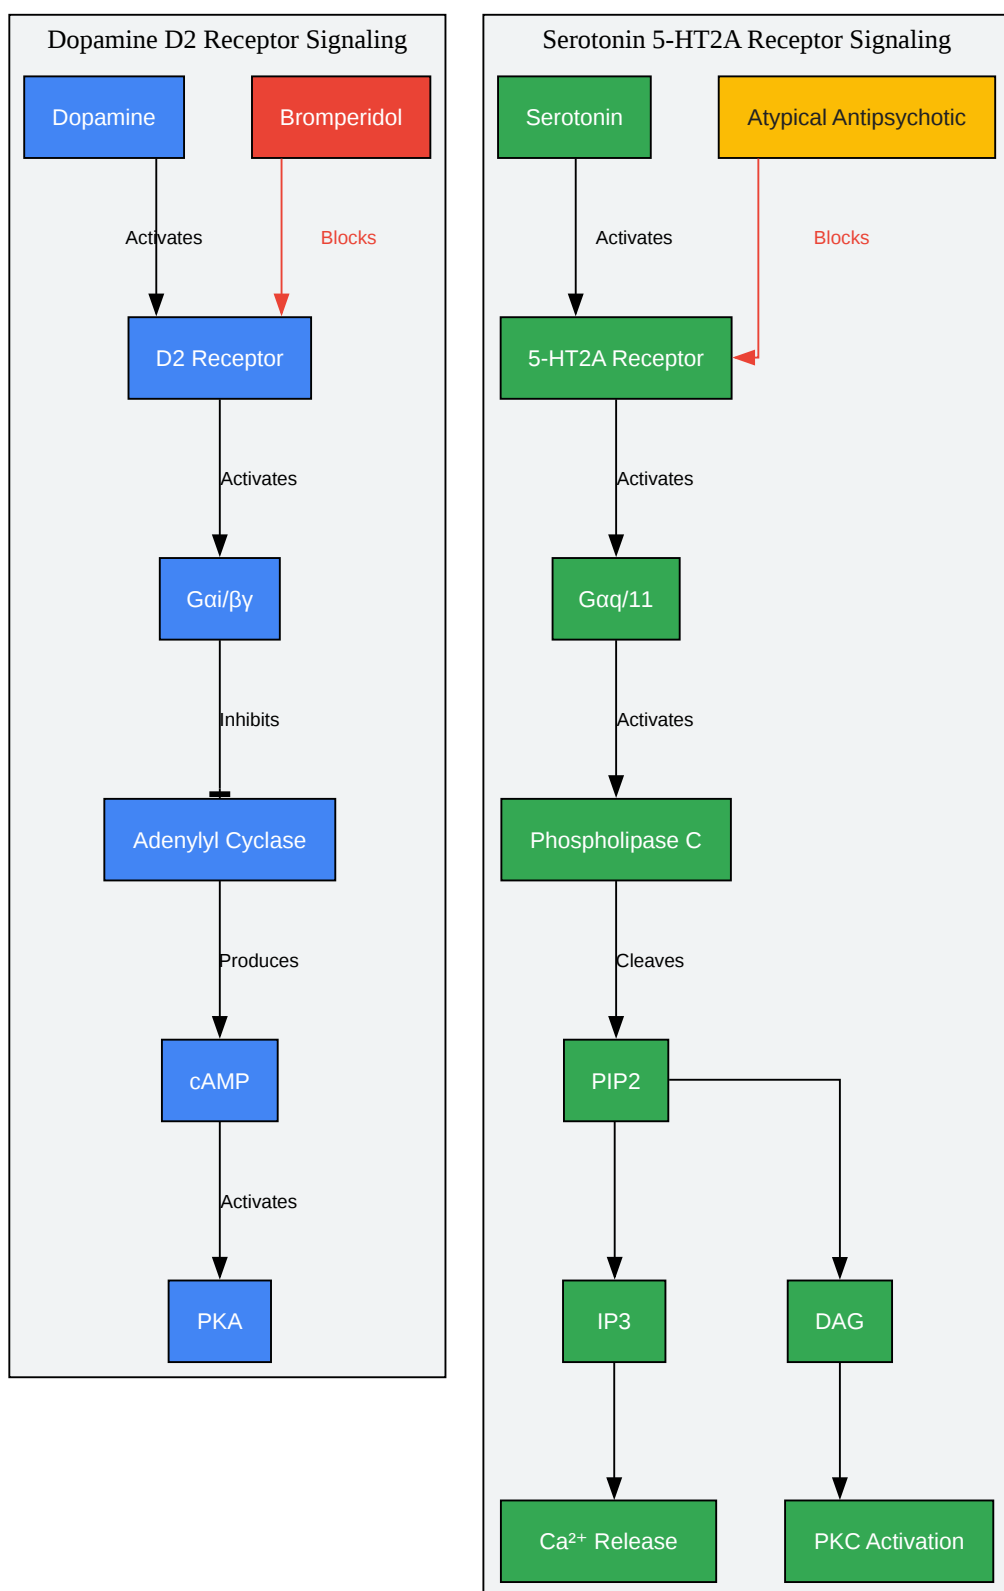 Dopamine D2 Receptor Signaling
Dopamine
Bromperidol
Activates
Blocks
D2 Receptor
Activates
Gαi/βγ
Inhibits
Adenylyl Cyclase
Produces
cAMP
Activates
PKA
Serotonin 5-HT2A Receptor Signaling
Serotonin
Atypical Antipsychotic
Activates
Blocks
5-HT2A Receptor
Activates
Gαq/11
Activates
Phospholipase C
Cleaves
PIP2
IP3
DAG
Ca²⁺ Release
PKC Activation